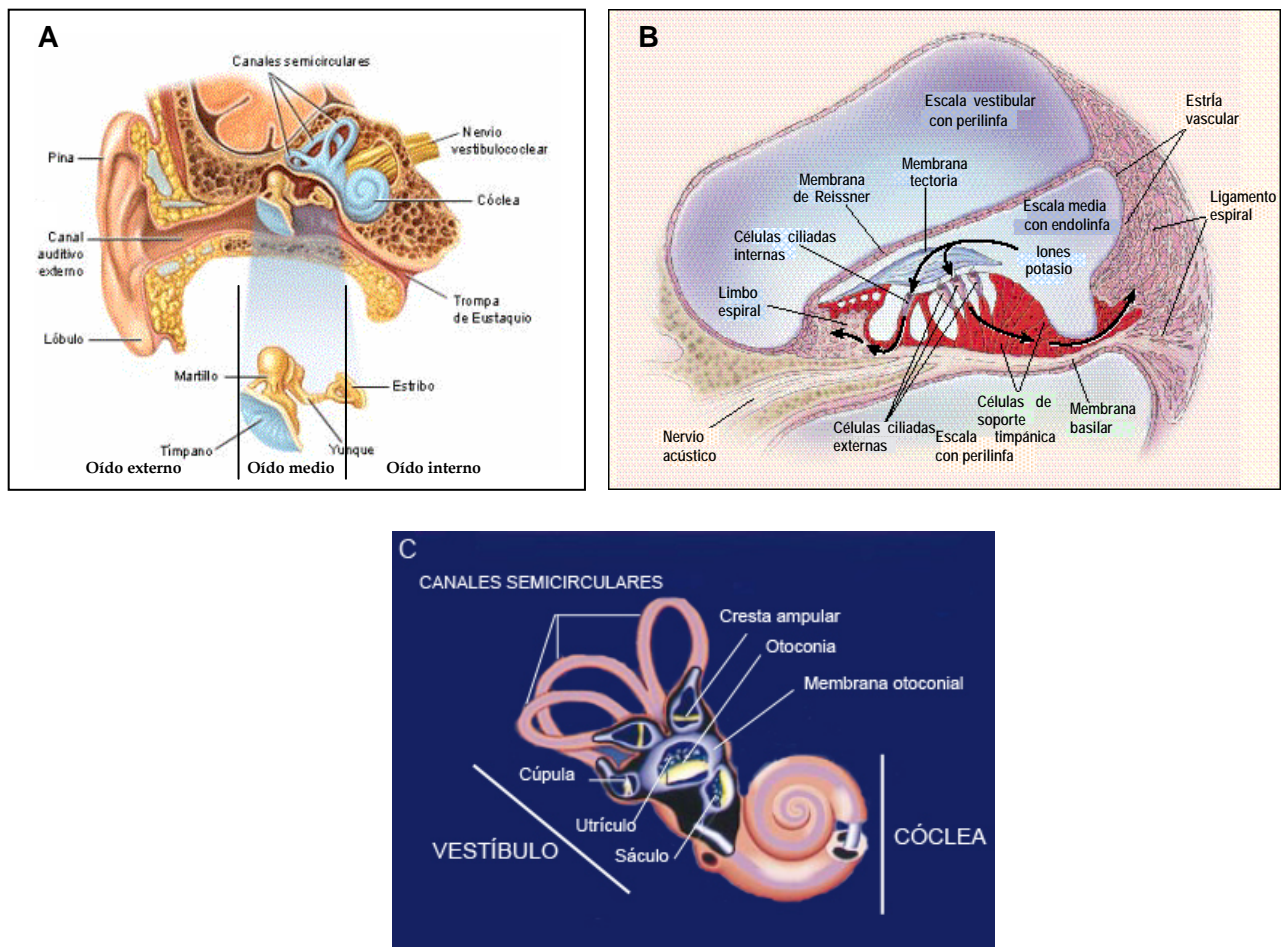 A
Canales semicirculares
Nervio
vestibulococlear
Pina
Cóclea
Canal
auditivo
externo
Trompa
de Eustaquio
Lóbulo
Martillo
Estribo
Tímpano
Yunque
Oído externo
Oído medio
Oído interno
B
Escala vestibular
con perilinfa
Estría
vascular
Membrana
tectoria
Membrana
de Reissner
Ligamento
espiral
Escala media
con endolinfa
Células ciliadas
internas
Iones
potasio
Limbo
espiral
Células de
soporte
Membrana
basilar
Células ciliadas
externas
Escala timpánica
con perilinfa
Nervio
acústico
C
CANALES SEMICIRCULARES
Cresta ampular
Otoconia
Membrana otoconial
Cúpula
Utrículo
Sáculo
VESTÍBULO
CÓCLEA